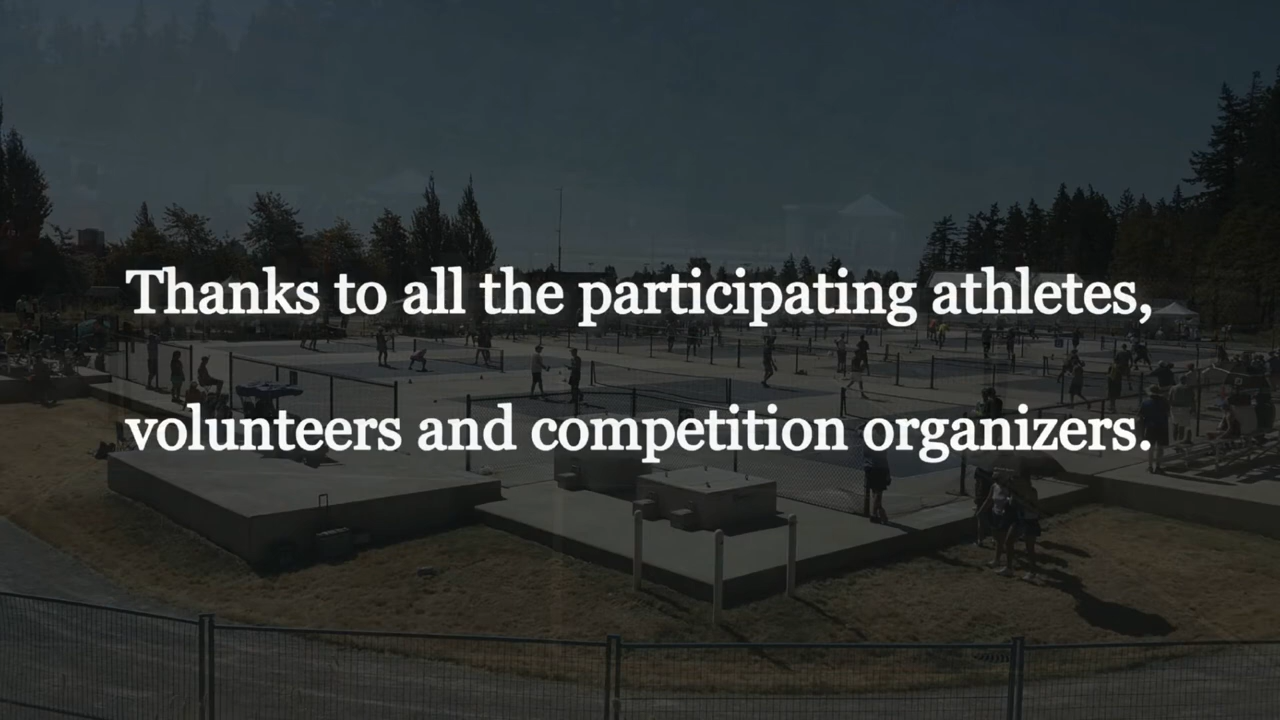 Thanks to all the participating athletes,
volunteers and competition organizers.